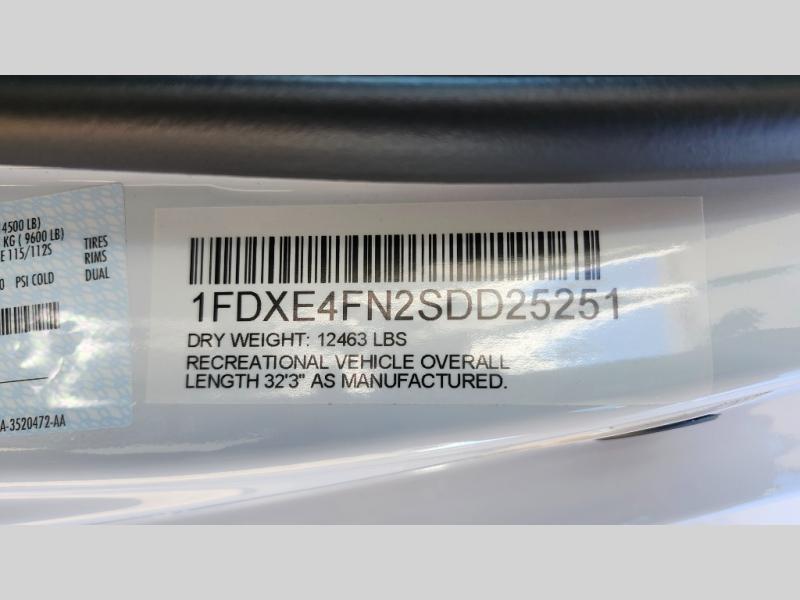 4500 LB)
KG ( 9600 LB)
E 115/112S
TIRES
RIMS
0 PSI COLD
DUAL
A-3520472-AA
1FDXE4FN2SDD25251
DRY WEIGHT: 12463 LBS
RECREATIONAL VEHICLE OVERALL
LENGTH 32'3" AS MANUFACTURED.